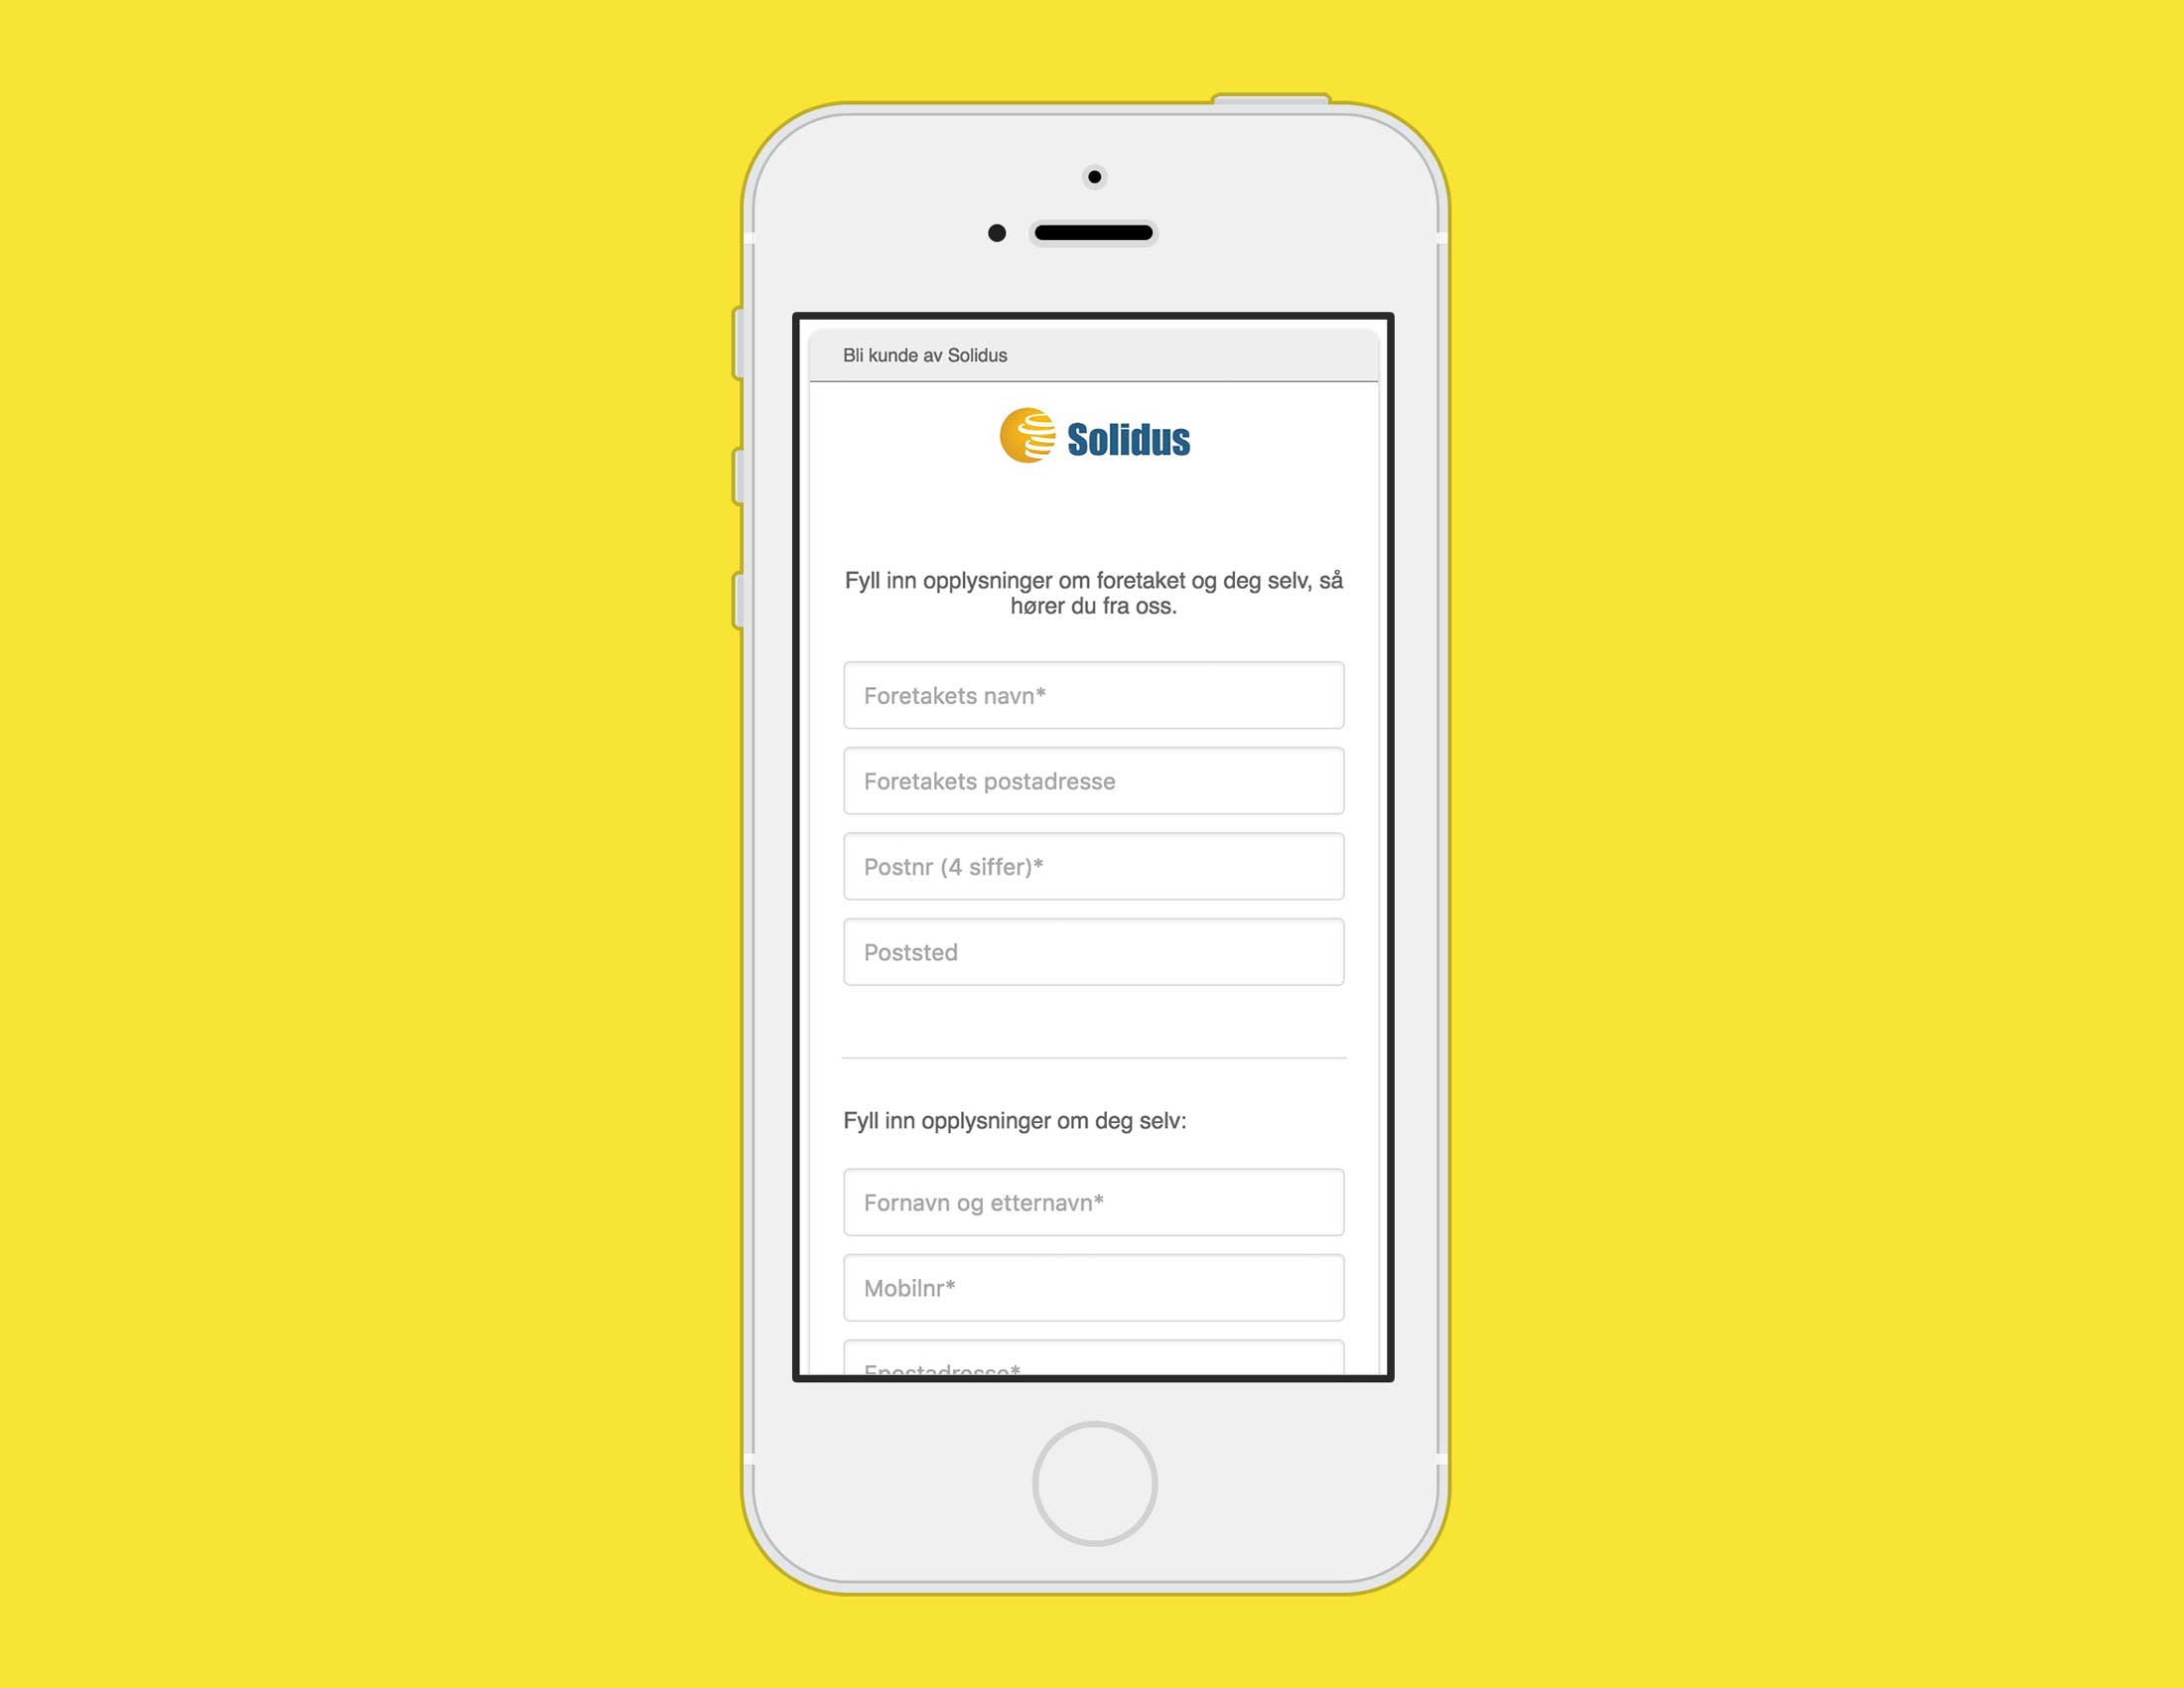 Bli kunde av Solidus
Solidus
Fyll inn opplysninger om foretaket og deg selv, så
hører du fra oss.
Foretakets navn*
Foretakets postadresse
Postnr (4 siffer)*
Poststed
Fyll inn opplysninger om deg selv:
Fornavn og etternavn*
Mobilnr*
Epostadresse*